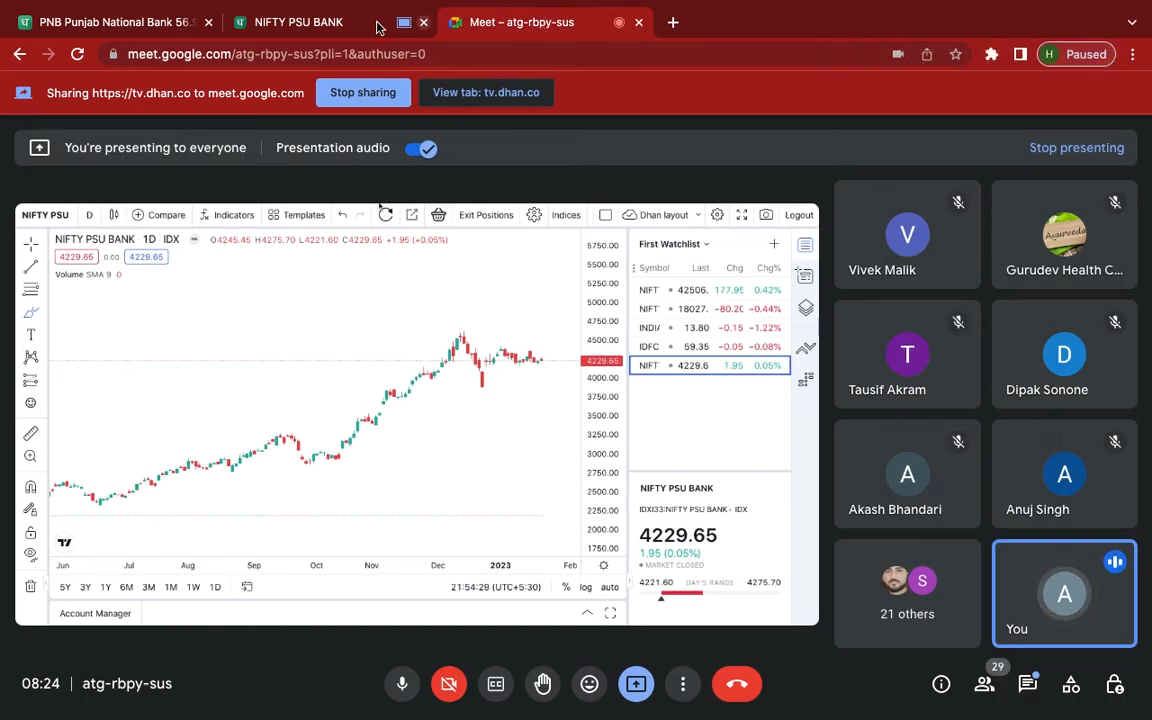 PNB Punjab National Bank 56.9
NIFTY PSU BANK
Meet – atg-rbpy-sus
meet.google.com/atg-rbpy-sus?pli=1&authuser=0
H Paused
Sharing https://tv.dhan.co to meet.google.com
Stop sharing
View tab: tv.dhan.co
You're presenting to everyone
Presentation audio
Stop presenting
NIFTY PSU D Compare Indicators Templates Exit Positions Indices Dhan layout Logout
NIFTY PSU BANK 1D IDX O4245.45 H4275.70 L4221.60 C4229.65 +1.95 (+0.05%)
4229.65 0.00 4229.65
Volume SMA 9 0
5750.00
5500.00
5250.00
5000.00
4750.00
4500.00
4229.65
4000.00
3750.00
3500.00
3250.00
3000.00
2750.00
2500.00
2250.00
2000.00
1750.00
Jun Jul Aug Sep Oct Nov Dec 2023 Feb
5Y 3Y 1Y 6M 3M 1M 1W 1D
21:54:29 (UTC+5:30) % log auto
Account Manager
First Watchlist
Symbol Last Chg Chg%
NIFT 42506. 177.95 0.42%
NIFT 18027. −80.20 −0.44%
INDIA 13.80 −0.15 −1.22%
IDFC 59.35 −0.05 −0.08%
NIFT 4229.6 1.95 0.05%
NIFTY PSU BANK
IDXI33:NIFTY PSU BANK · IDX
4229.65
1.95 (0.05%)
MARKET CLOSED
4221.60 DAY'S RANGE 4275.70
V
Vivek Malik
Ayurveda
Gurudev Health C...
T
Tausif Akram
D
Dipak Sonone
A
Akash Bhandari
A
Anuj Singh
S
21 others
A
You
08:24 | atg-rbpy-sus
29